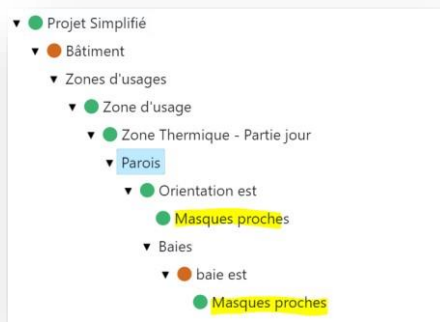 Projet Simplifié
Bâtiment
Zones d'usages
Zone d'usage
Zone Thermique - Partie jour
Parois
Orientation est
Masques proches
Baies
baie est
Masques proches